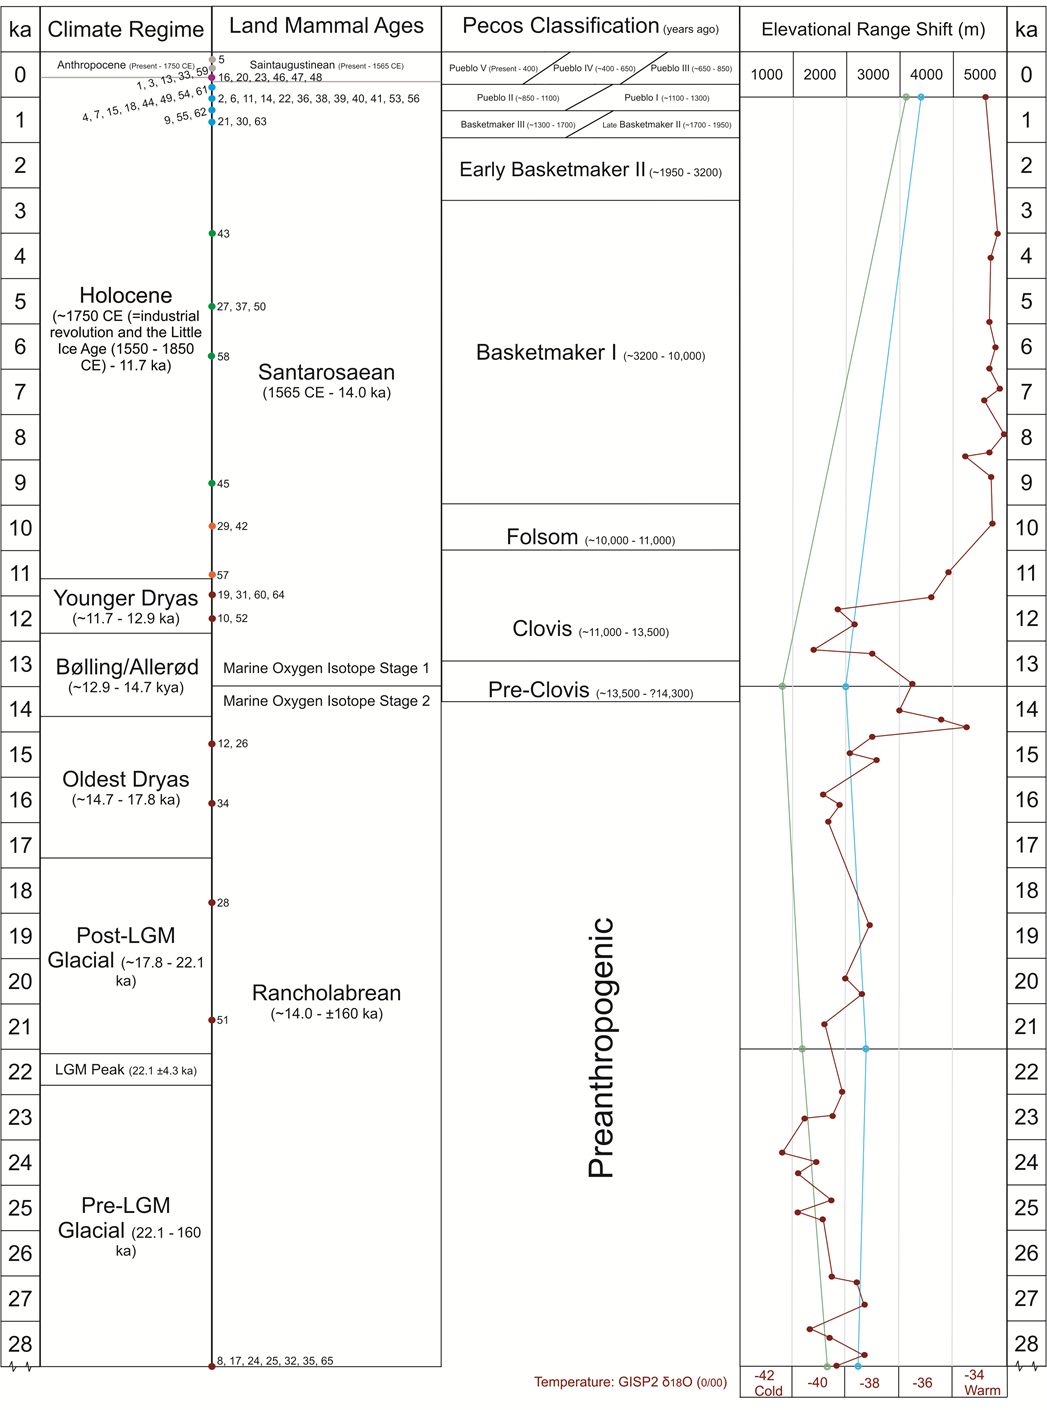 ka
Climate Regime
Land Mammal Ages
Pecos Classification (years ago)
Elevational Range Shift (m)
ka
0
1
2
3
4
5
6
7
8
9
10
11
12
13
14
15
16
17
18
19
20
21
22
23
24
25
26
27
28
Anthropocene (Present - 1750 CE)
1, 3, 13, 33, 59
4, 7, 15, 18, 44, 49, 54, 61
9, 55, 62
Holocene
(~1750 CE (=industrial
revolution and the Little
Ice Age (1550 - 1850
CE) - 11.7 ka)
Younger Dryas
(~11.7 - 12.9 ka)
Bølling/Allerød
(~12.9 - 14.7 kya)
Oldest Dryas
(~14.7 - 17.8 ka)
Post-LGM
Glacial (~17.8 - 22.1
ka)
LGM Peak (22.1 ±4.3 ka)
Pre-LGM
Glacial (22.1 - 160
ka)
5
Saintaugustinean (Present - 1565 CE)
16, 20, 23, 46, 47, 48
2, 6, 11, 14, 22, 36, 38, 39, 40, 41, 53, 56
21, 30, 63
43
27, 37, 50
58
Santarosaean
(1565 CE - 14.0 ka)
45
29, 42
57
19, 31, 60, 64
10, 52
Marine Oxygen Isotope Stage 1
Marine Oxygen Isotope Stage 2
12, 26
34
28
Rancholabrean
(~14.0 - ±160 ka)
51
8, 17, 24, 25, 32, 35, 65
Pueblo V (Present - 400)
Pueblo IV (~400 - 650)
Pueblo III (~650 - 850)
Pueblo II (~850 - 1100)
Pueblo I (~1100 - 1300)
Basketmaker III (~1300 - 1700)
Late Basketmaker II (~1700 - 1950)
Early Basketmaker II (~1950 - 3200)
Basketmaker I (~3200 - 10,000)
Folsom (~10,000 - 11,000)
Clovis (~11,000 - 13,500)
Pre-Clovis (~13,500 - ?14,300)
Preanthropogenic
1000 2000 3000 4000 5000
0
1
2
3
4
5
6
7
8
9
10
11
12
13
14
15
16
17
18
19
20
21
22
23
24
25
26
27
28
Temperature: GISP2 δ18O (0/00)
-42 -40 -38 -36 -34
Cold Warm